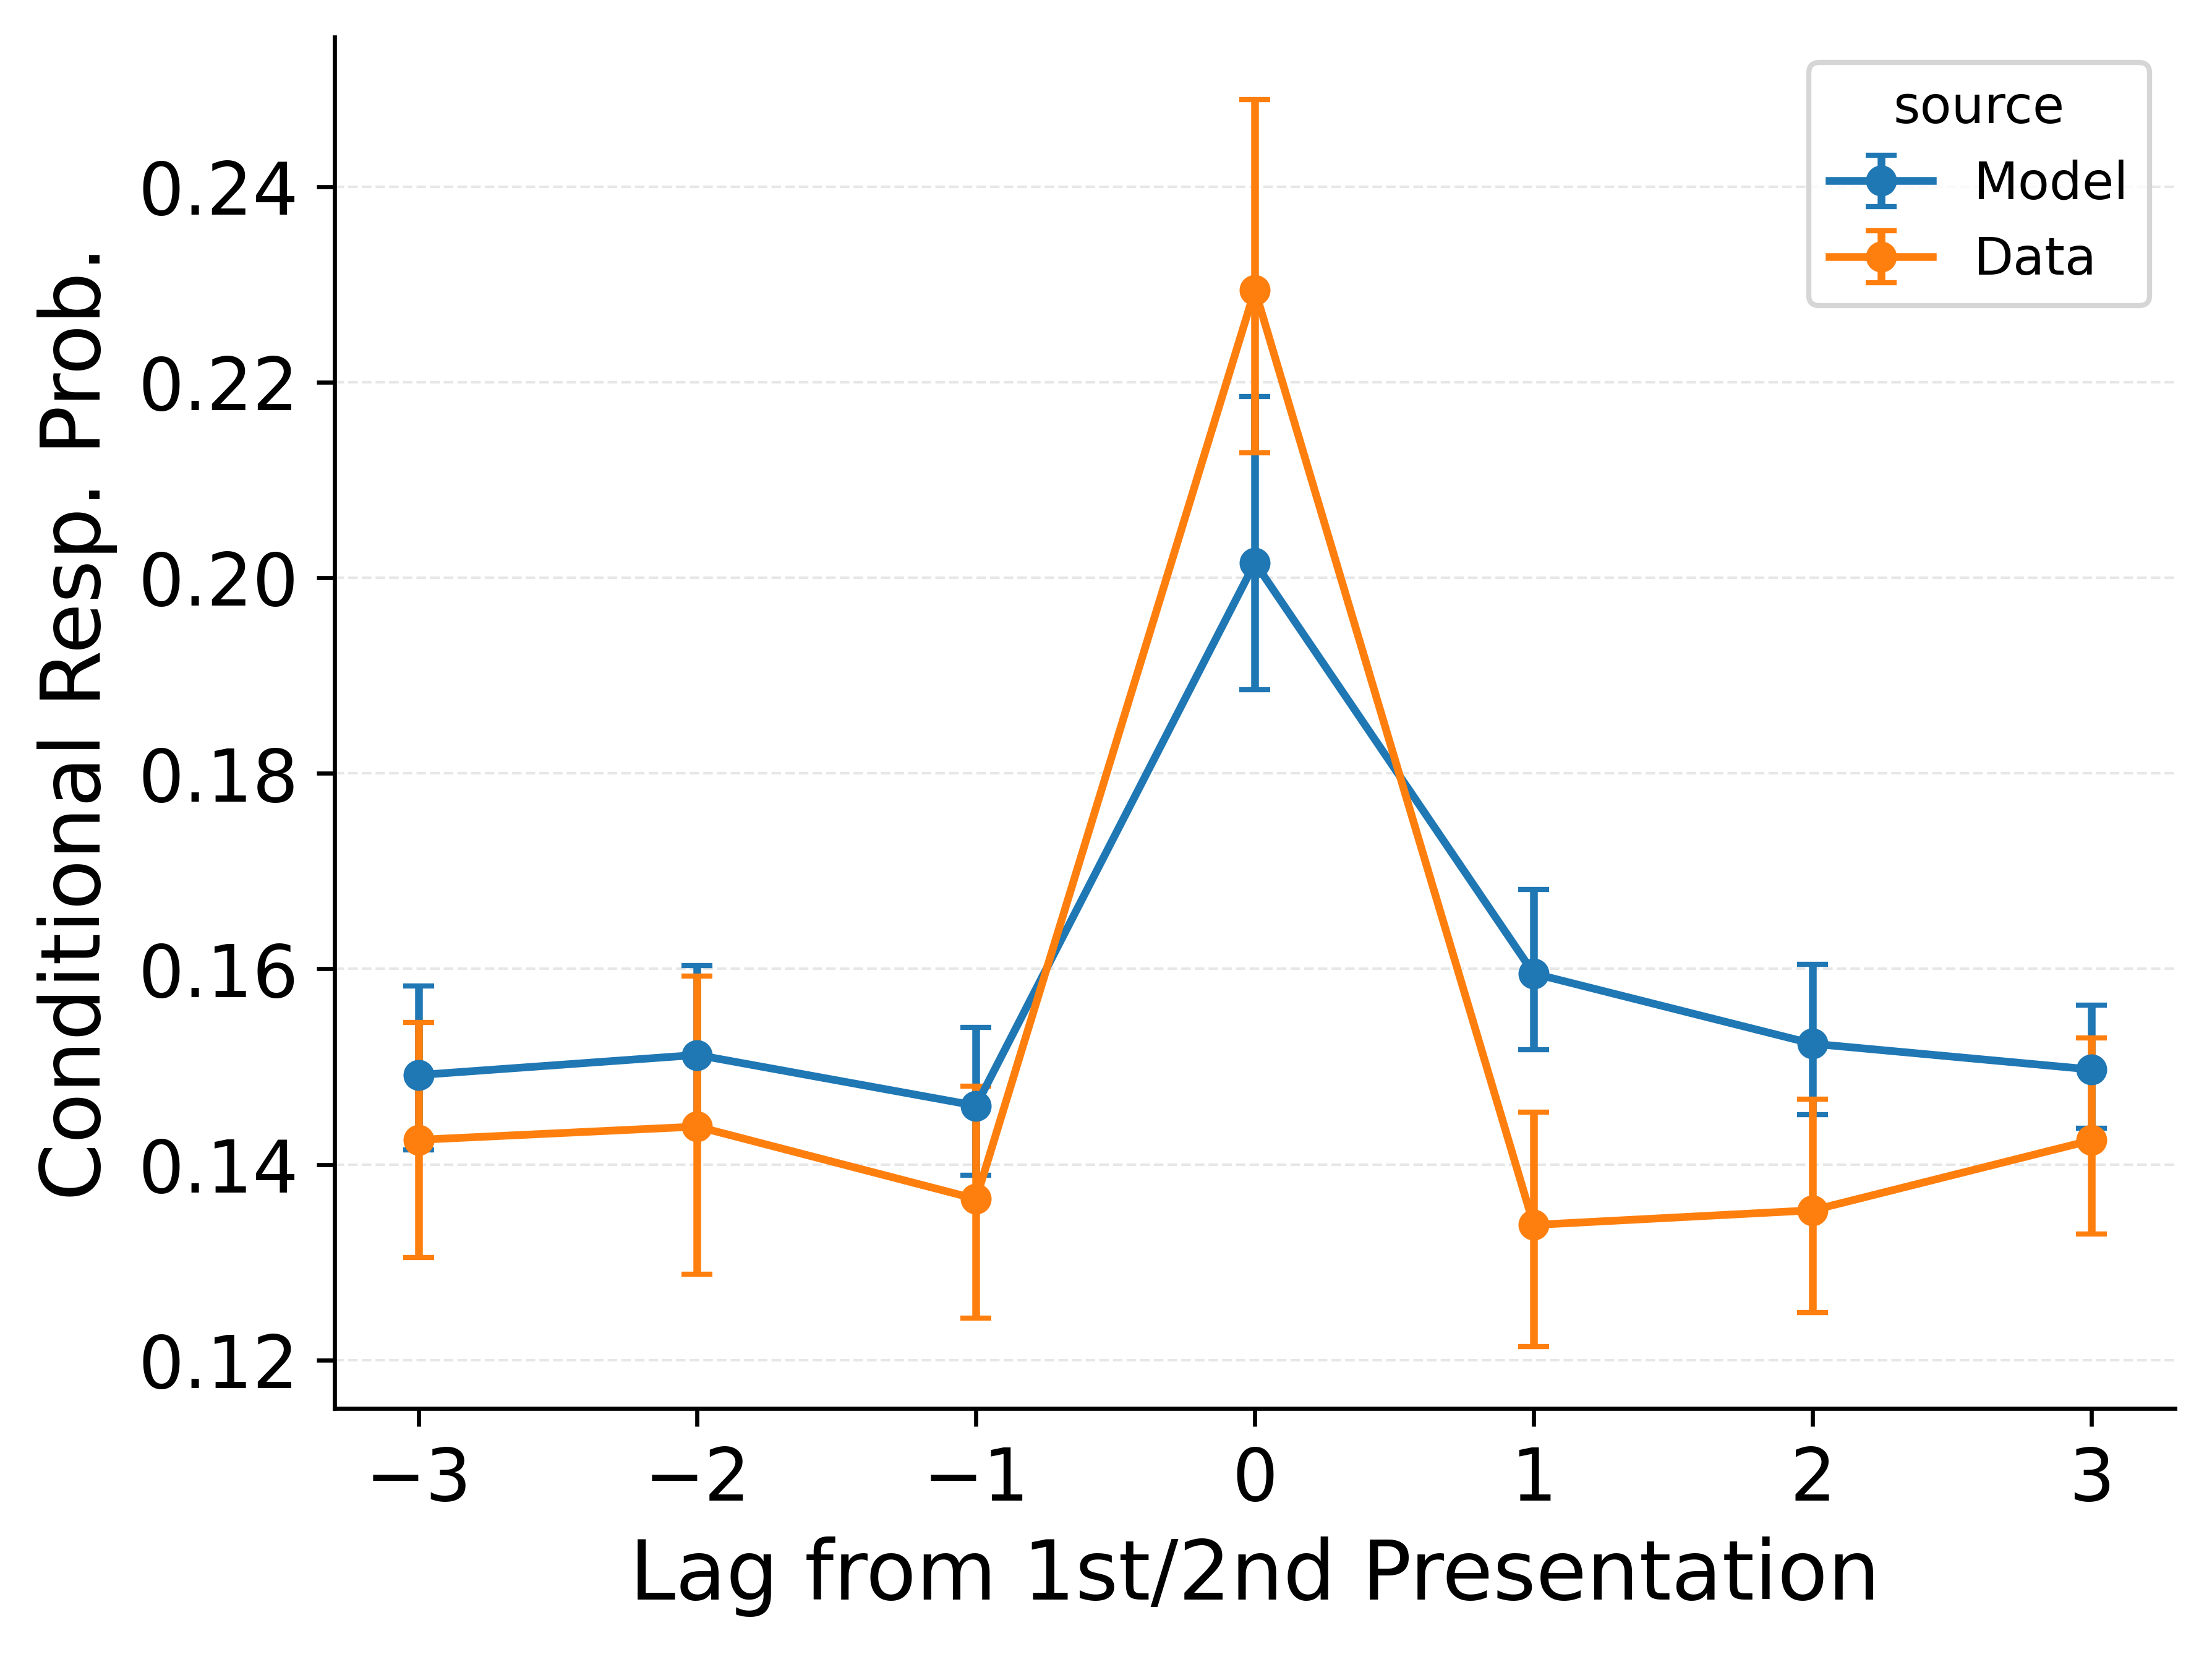 source
Model
Data
Conditional Resp. Prob.
0.24
0.22
0.20
0.18
0.16
0.14
0.12
−3 −2 −1 0 1 2 3
Lag from 1st/2nd Presentation